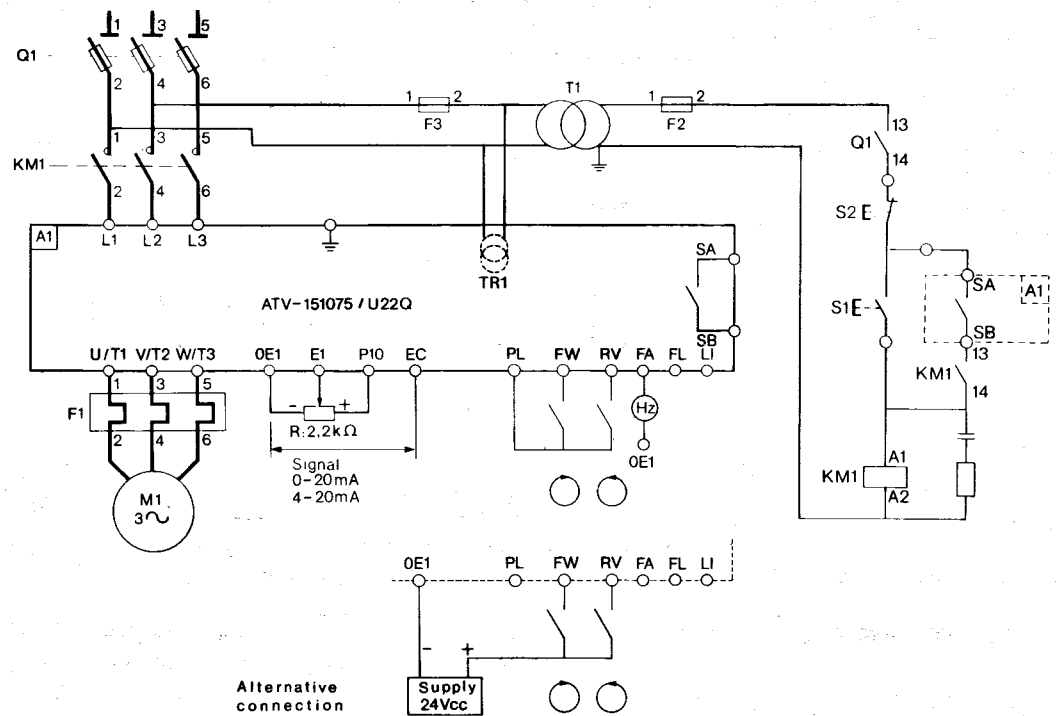 1 3 5
Q1
2 4 6
1 3 5
KM1
2 4 6
1 2
F3
T1
1 2
F2
13
Q1
14
S2
A1
L1 L2 L3
TR1
SA
SB
ATV-151075 / U22Q
SA
A1
SB
S1
13
KM1
14
U/T1 V/T2 W/T3
0E1 E1 P10 EC
PL FW RV FA FL LI
1 3 5
F1
2 4 6
- +
R:2,2kΩ
Signal
0-20mA
4-20mA
Hz
0E1
M1
3~
A1
KM1
A2
0E1 PL FW RV FA FL LI
- +
Supply
24Vcc
Alternative
connection